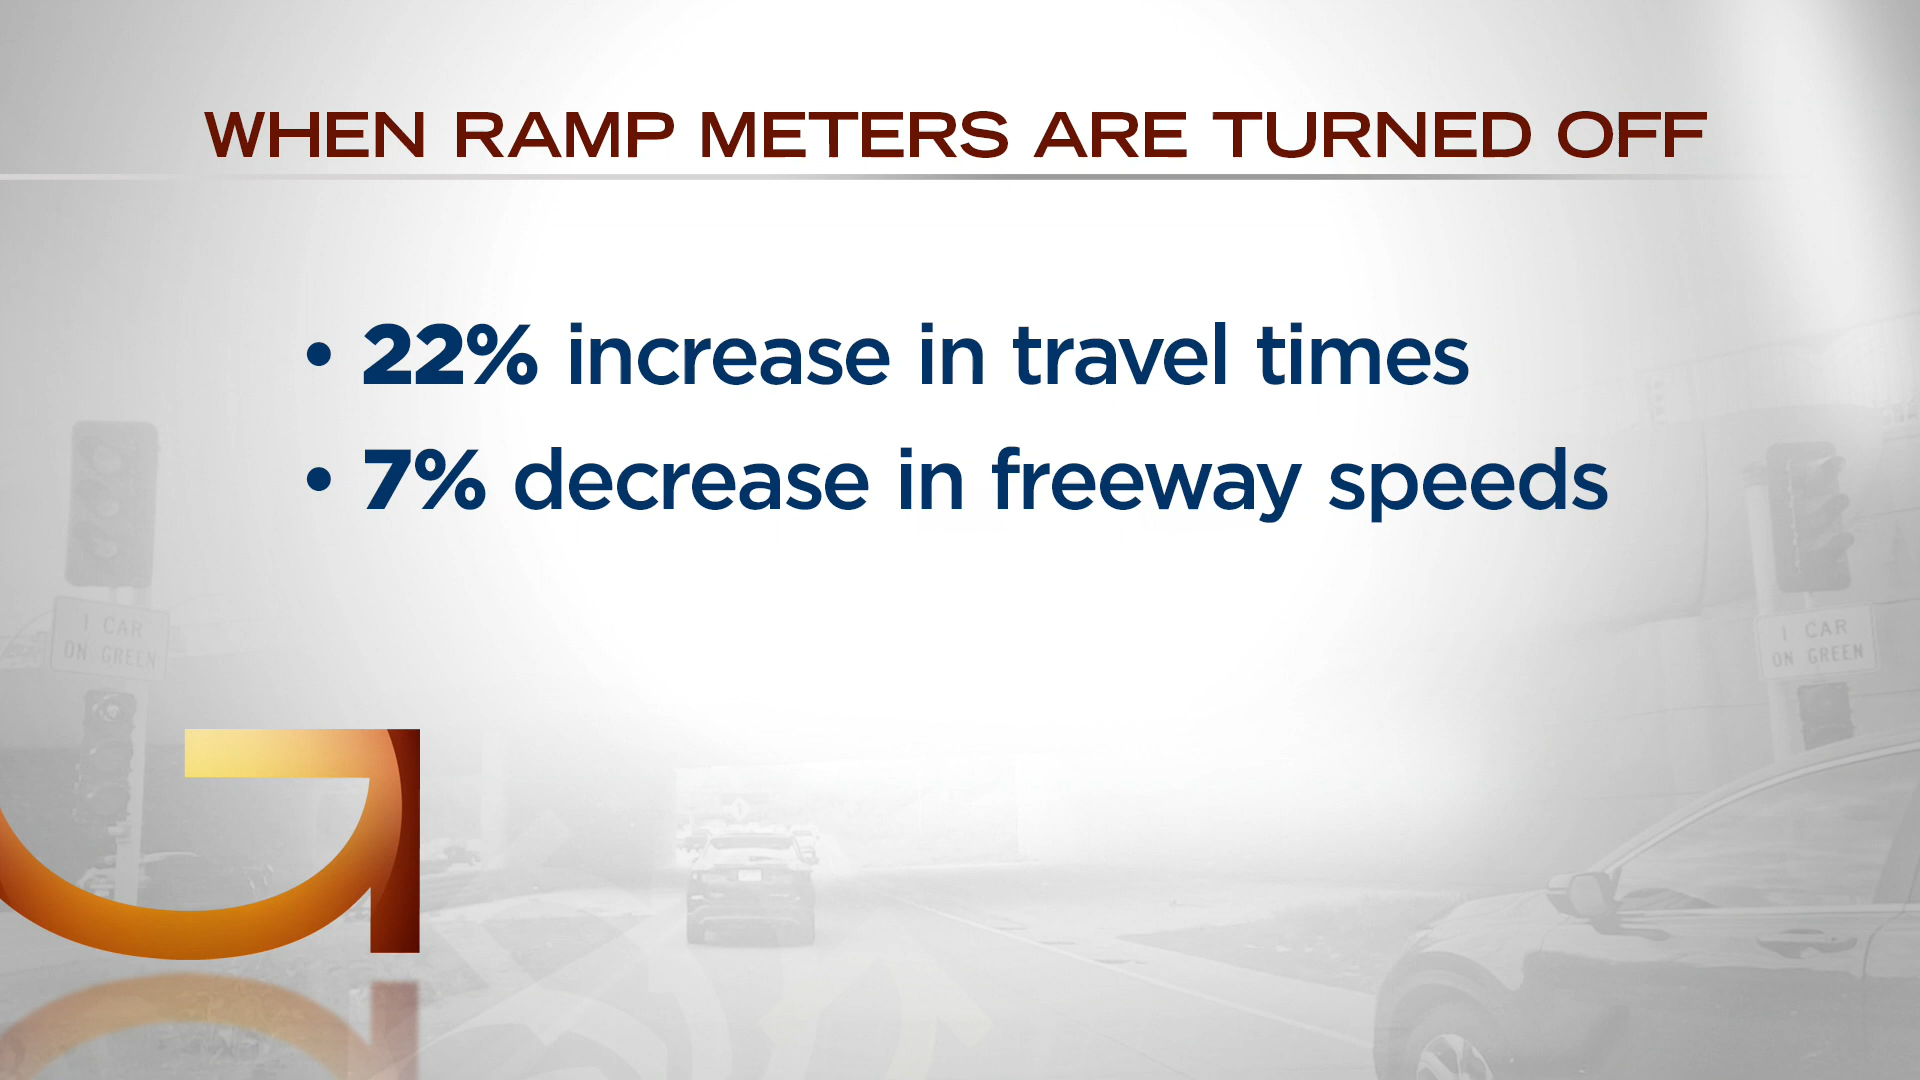 WHEN RAMP METERS ARE TURNED OFF
• 22% increase in travel times
• 7% decrease in freeway speeds
1 CAR
ON GREEN
1 CAR
ON GREEN